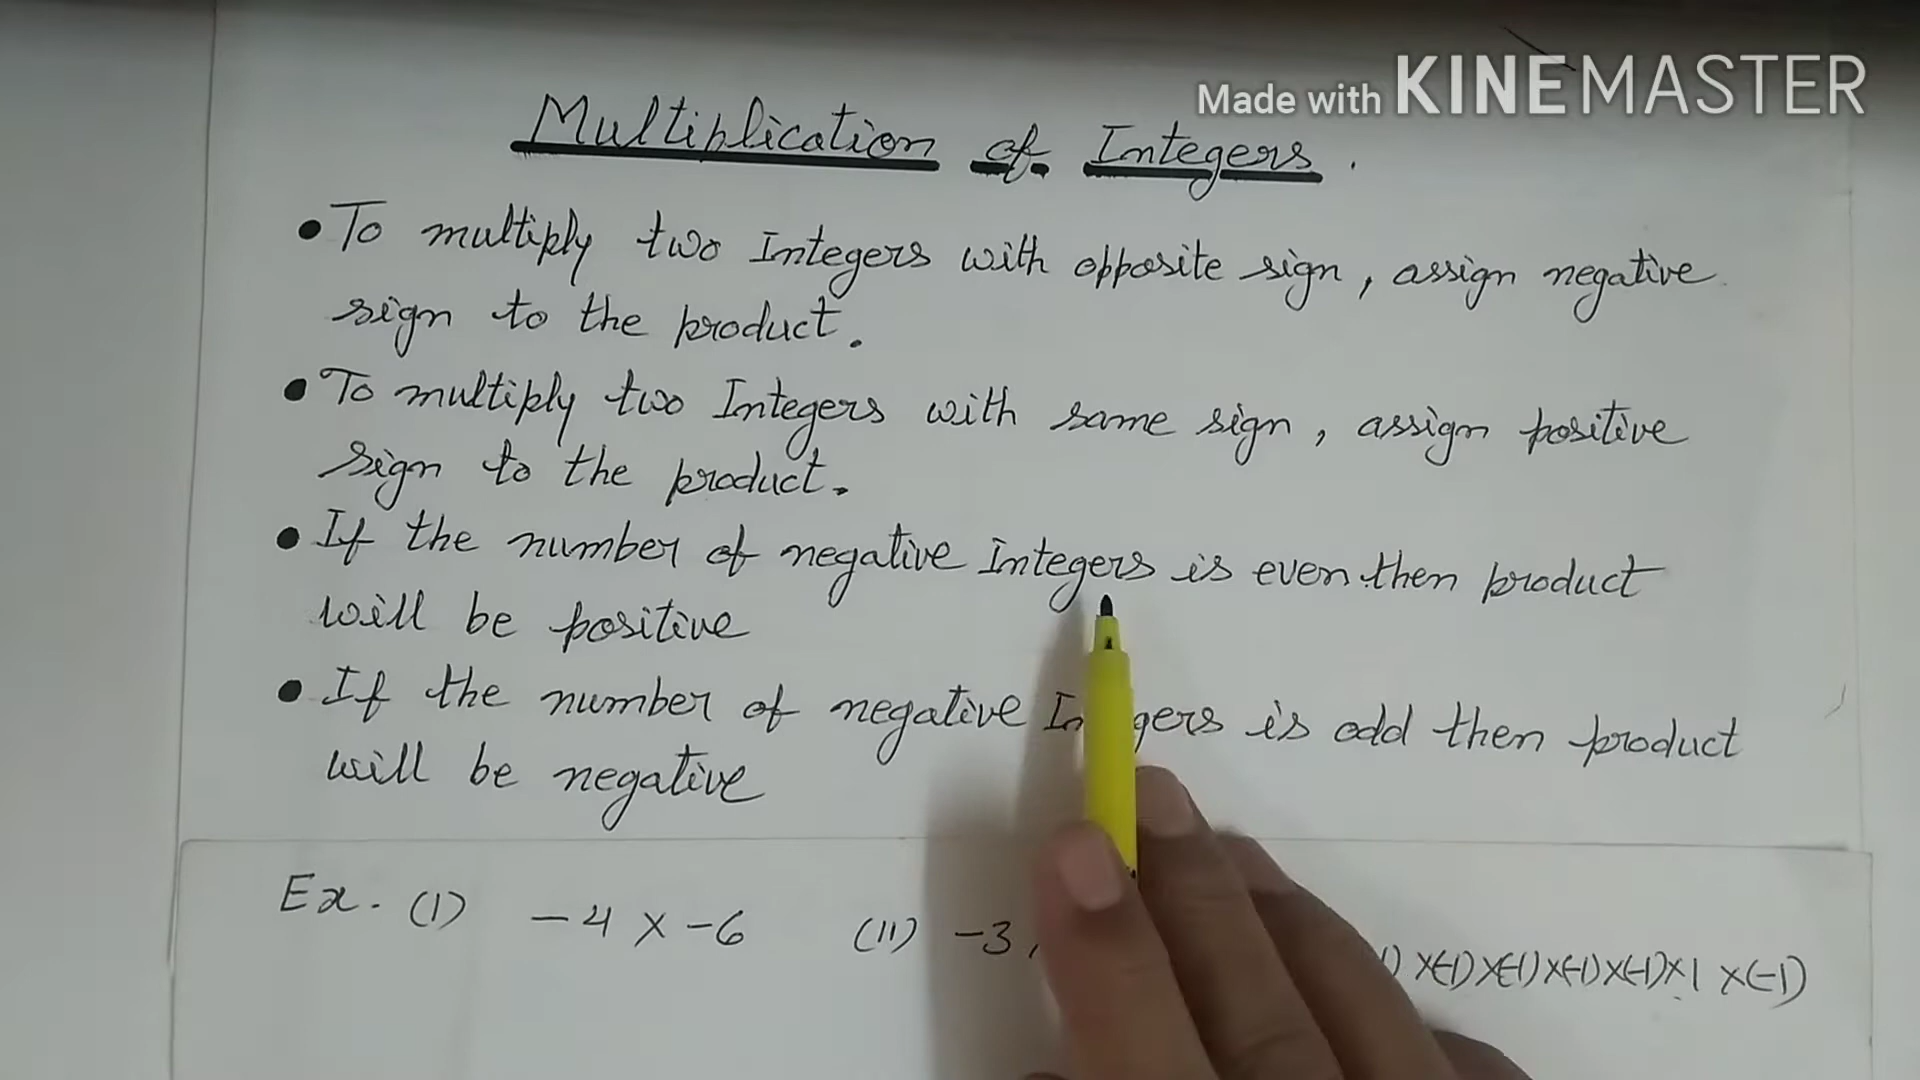 Made with KINEMASTER
Multiplication of Integers.
• To multiply two Integers with opposite sign, assign negative
sign to the product.
• To multiply two Integers with same sign, assign positive
sign to the product.
• If the number of negative Integers is even then product
will be positive
• If the number of negative Integers is odd then product
will be negative
Ex. (I) -4 × -6 (II) -3 1) ×(-1) ×(-1) ×(-1) ×(-1) ×1 ×(-1)